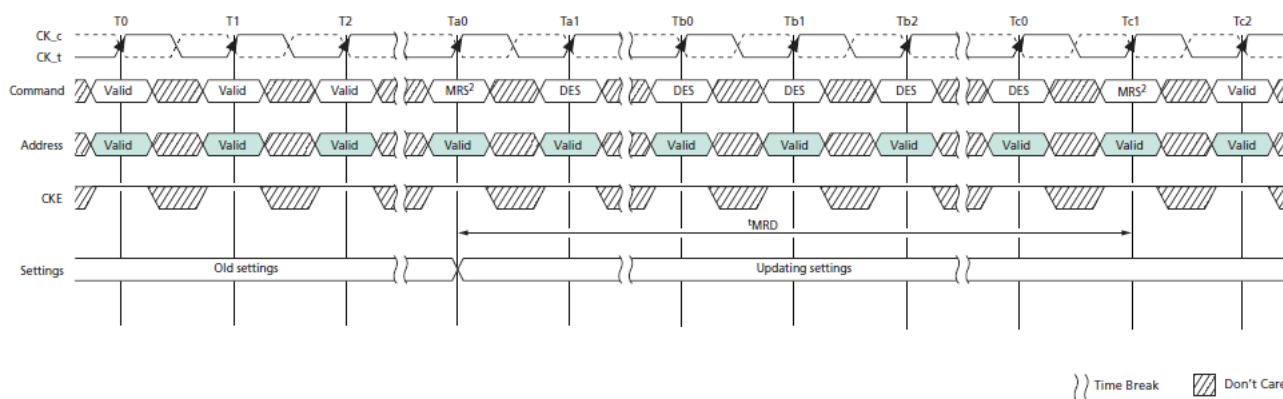 T0 T1 T2 Ta0 Ta1 Tb0 Tb1 Tb2 Tc0 Tc1 Tc2
CK_c
CK_t
Command Valid Valid Valid MRS² DES DES DES DES DES MRS² Valid
Address Valid Valid Valid Valid Valid Valid Valid Valid Valid Valid Valid
CKE
tMRD
Settings Old settings Updating settings
Time Break Don't Care